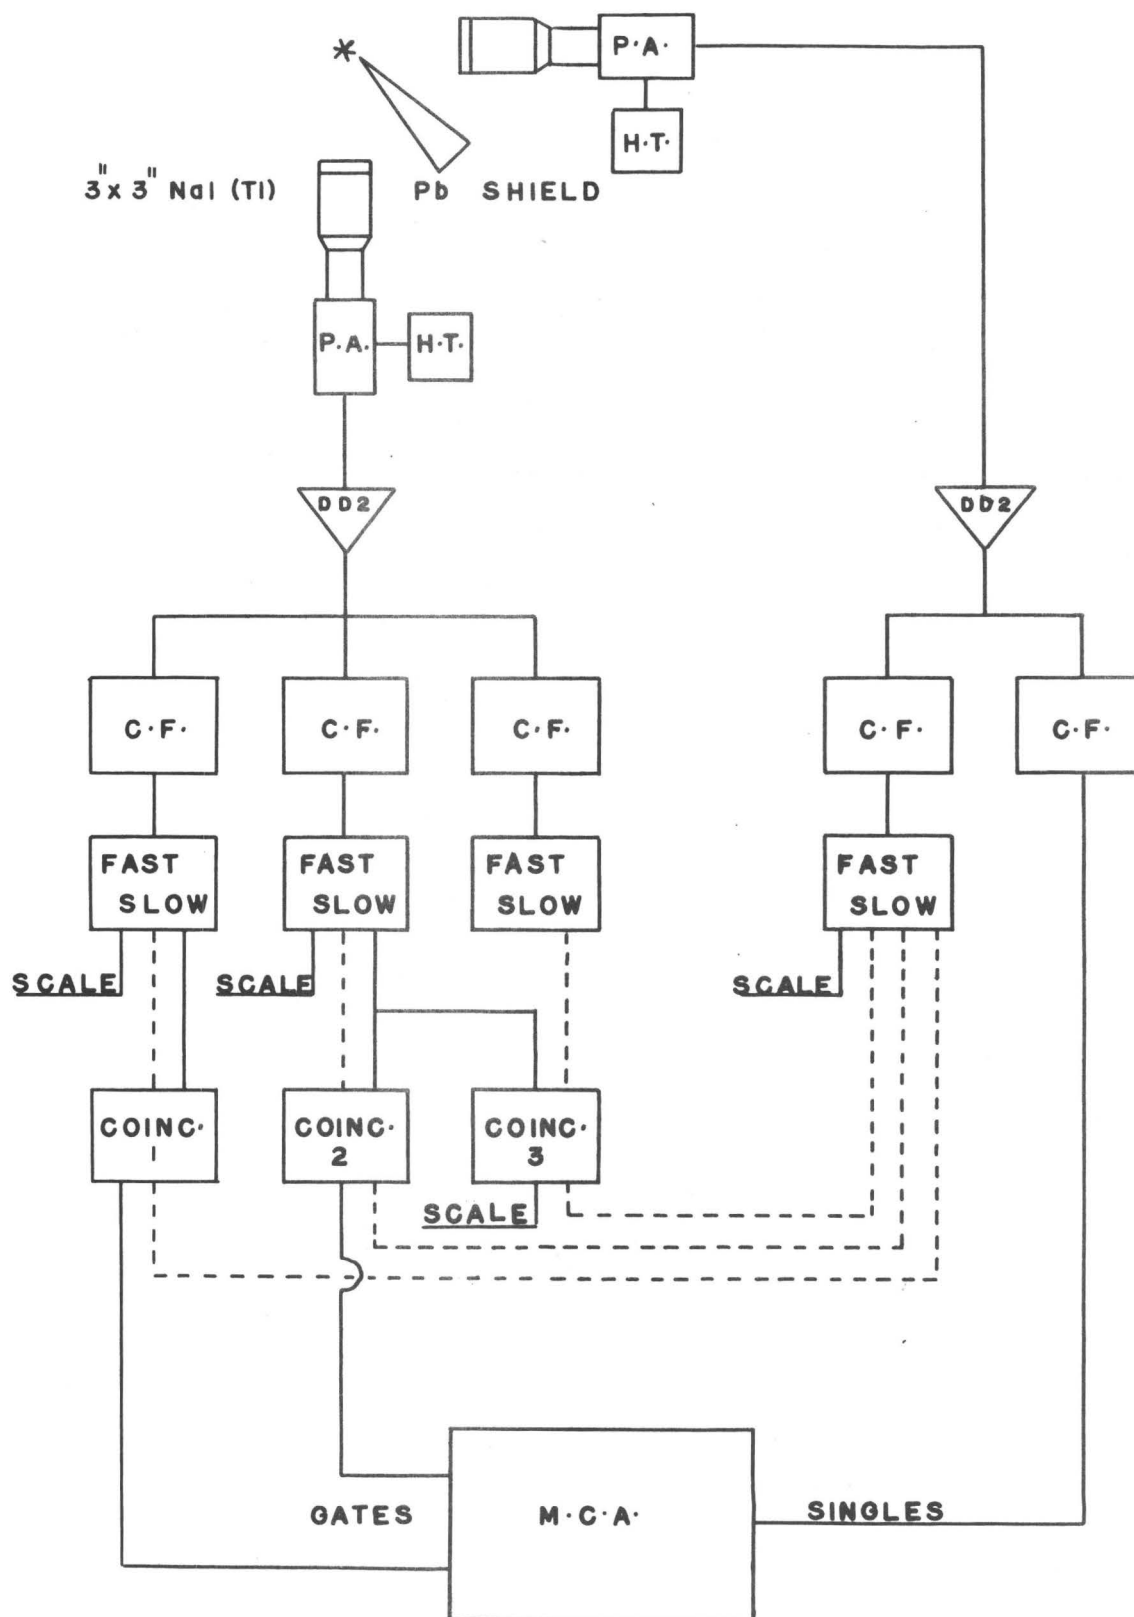 P.A.
H.T.
3" x 3" NaI (Tl)
Pb SHIELD
P.A.
H.T.
DD2
DD2
C.F.
C.F.
C.F.
C.F.
C.F.
FAST
SLOW
FAST
SLOW
FAST
SLOW
FAST
SLOW
SCALE
SCALE
SCALE
COINC.
COINC.
2
COINC.
3
SCALE
GATES
M.C.A.
SINGLES